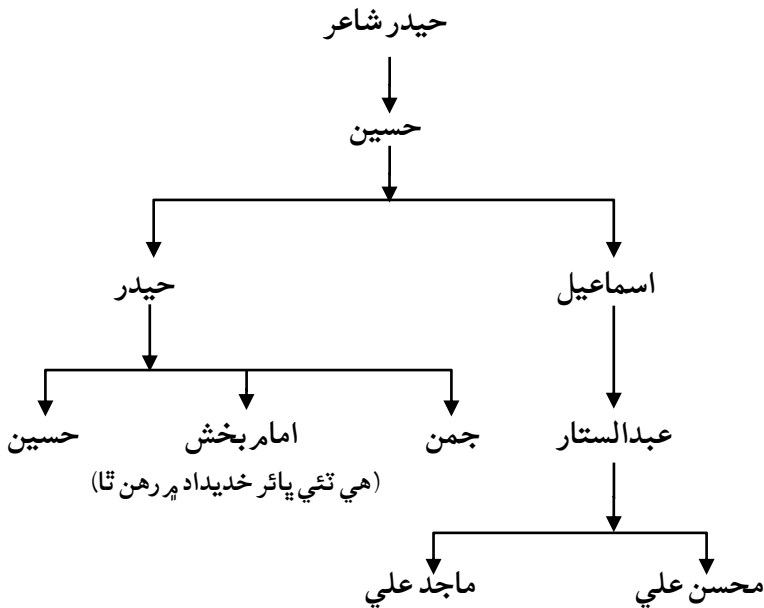 حيدر شاعر
حسين
اسماعيل
حيدر
عبدالستار
جمن
امام بخش
حسين
(هي ٽئي ڀائر خديداد ۾ رهن ٿا)
محسن علي
ماجد علي